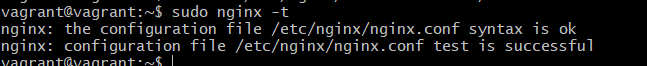 vagrant@vagrant:~$ sudo nginx -t
nginx: the configuration file /etc/nginx/nginx.conf syntax is ok
nginx: configuration file /etc/nginx/nginx.conf test is successful
vagrant@vagrant:~$